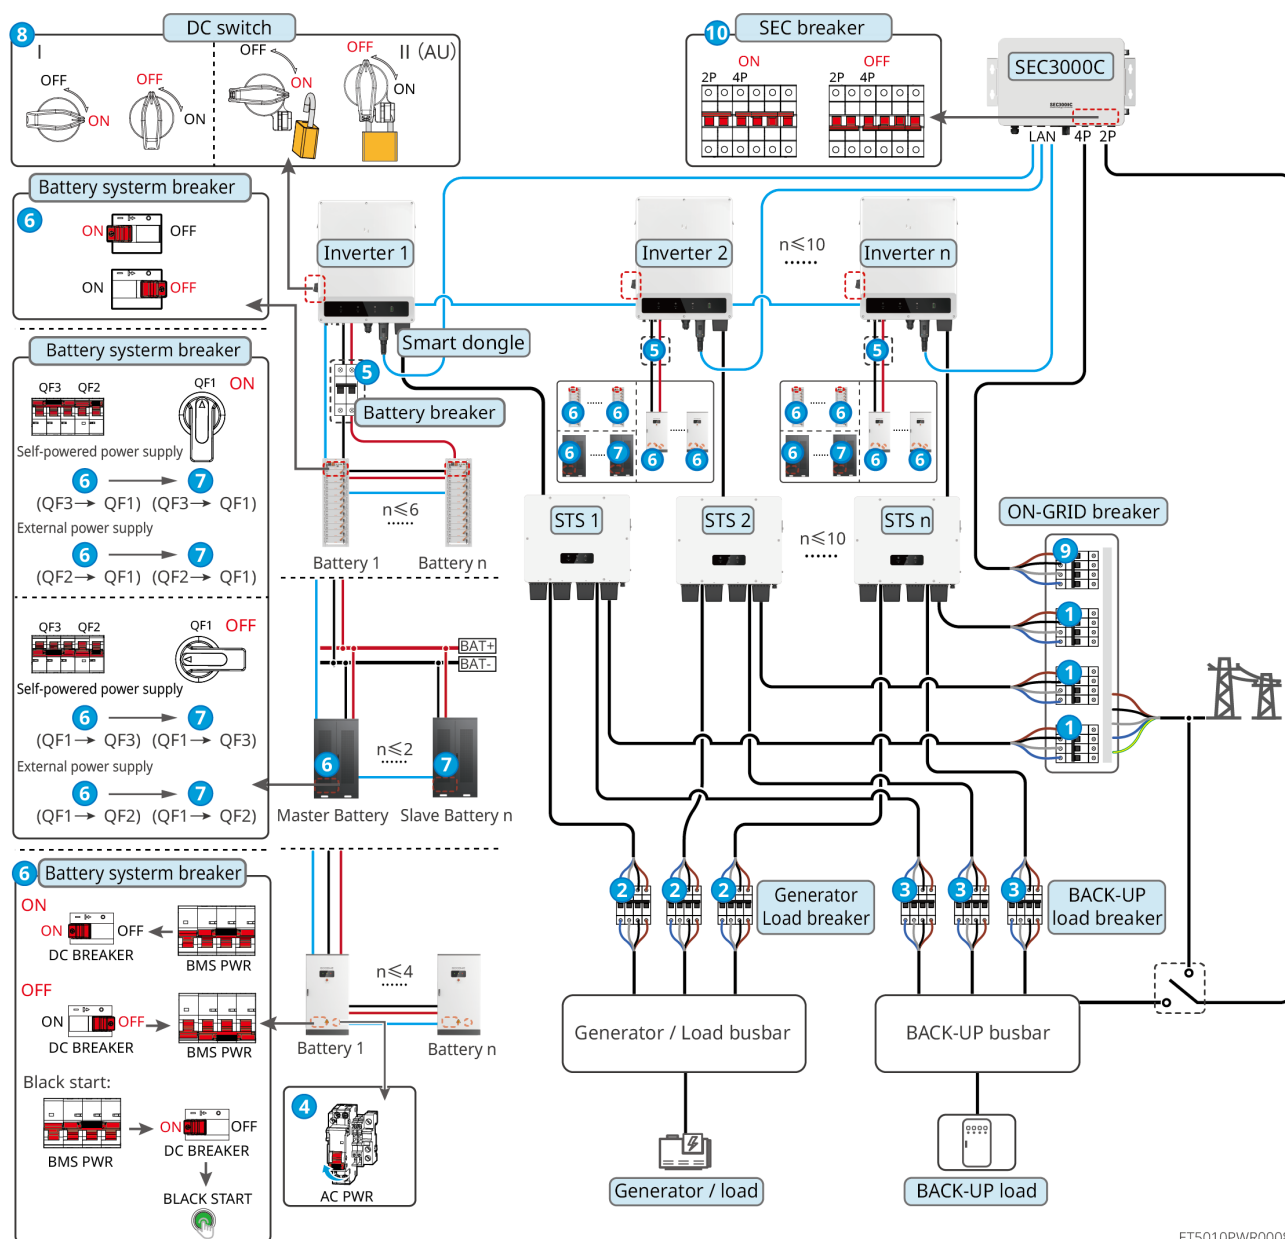 8
DC switch
I
OFF
ON
OFF
ON
OFF
ON
OFF
II (AU)
ON
10
SEC breaker
ON
2P 4P
OFF
2P 4P
SEC3000C
SEC3000C
LAN 4P 2P
Battery systerm breaker
6
ON OFF
ON OFF
Inverter 1
Inverter 2
n≤10
......
Inverter n
Smart dongle
5
5
5
Battery breaker
Battery systerm breaker
QF3 QF2
QF1 ON
Self-powered power supply
6 7
(QF3→ QF1) (QF3→ QF1)
External power supply
6 7
(QF2→ QF1) (QF2→ QF1)
6 ...... 6
6 ...... 7
6 ...... 6
6 ...... 6
6 ...... 7
6 ...... 6
n≤6
......
Battery 1
Battery n
STS 1
STS 2
n≤10
......
STS n
ON-GRID breaker
9
1
1
1
QF3 QF2
QF1 OFF
Self-powered power supply
6 7
(QF1→ QF3) (QF1→ QF3)
External power supply
6 7
(QF1→ QF2) (QF1→ QF2)
BAT+
BAT-
6
n≤2
......
7
Master Battery
Slave Battery n
6
Battery systerm breaker
ON
ON OFF
DC BREAKER
BMS PWR
OFF
ON OFF
DC BREAKER
BMS PWR
Black start:
BMS PWR
ON OFF
DC BREAKER
BLACK START
n≤4
......
Battery 1
Battery n
4
AC PWR
2
2
2
Generator
Load breaker
3
3
3
BACK-UP
load breaker
Generator / Load busbar
BACK-UP busbar
Generator / load
BACK-UP load